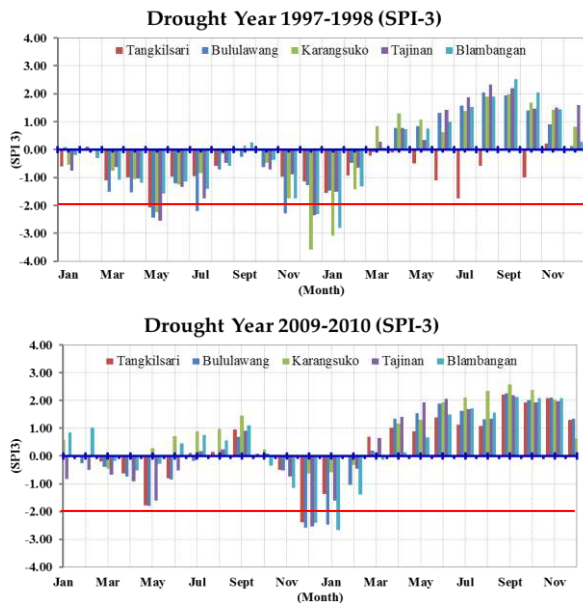 Drought Year 1997-1998 (SPI-3)
4.00
Tangkilsari Bululawang Karangsuko Tajinan Blambangan
3.00
2.00
1.00
0.00
-1.00
-2.00
-3.00
-4.00
(SPI 3)
Jan Mar May Jul Sept Nov Jan Mar May Jul Sept Nov
(Month)
Drought Year 2009-2010 (SPI-3)
4.00
Tangkilsari Bululawang Karangsuko Tajinan Blambangan
3.00
2.00
1.00
0.00
-1.00
-2.00
-3.00
-4.00
(SPI3)
Jan Mar May Jul Sept Nov Jan Mar May Jul Sept Nov
(Month)